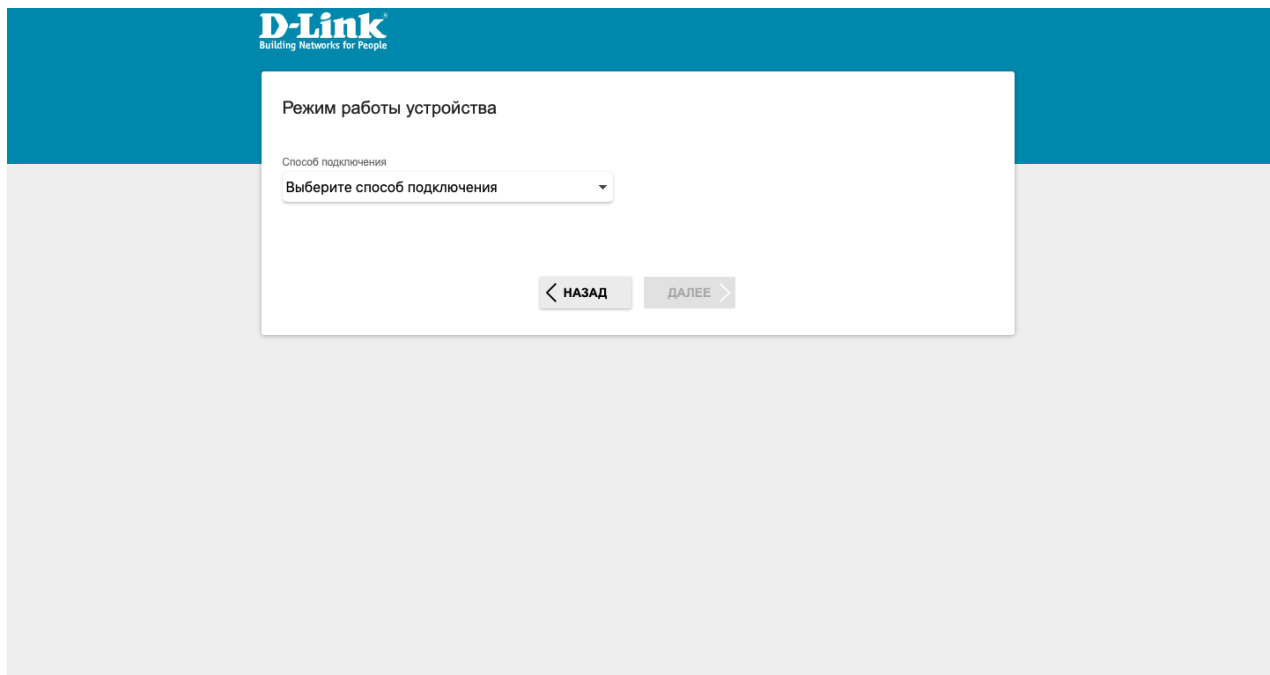 D-Link
Building Networks for People
Режим работы устройства
Способ подключения
Выберите способ подключения
НАЗАД
ДАЛЕЕ